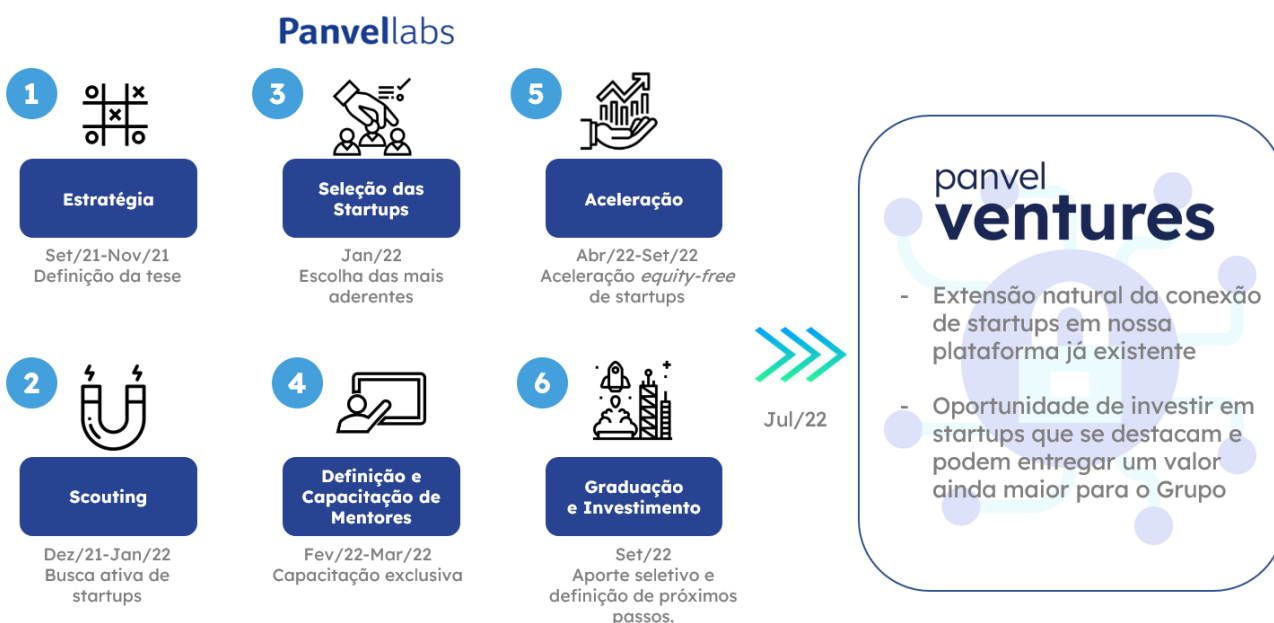 Panvellabs
1
Estratégia
Set/21-Nov/21
Definição da tese
2
Scouting
Dez/21-Jan/22
Busca ativa de
startups
3
Seleção das
Startups
Jan/22
Escolha das mais
aderentes
4
Definição e
Capacitação de
Mentores
Fev/22-Mar/22
Capacitação exclusiva
5
Aceleração
Abr/22-Set/22
Aceleração equity-free
de startups
6
Graduação
e Investimento
Set/22
Aporte seletivo e
definição de próximos
passos.
Jul/22
panvel
ventures
- Extensão natural da conexão
de startups em nossa
plataforma já existente
- Oportunidade de investir em
startups que se destacam e
podem entregar um valor
ainda maior para o Grupo